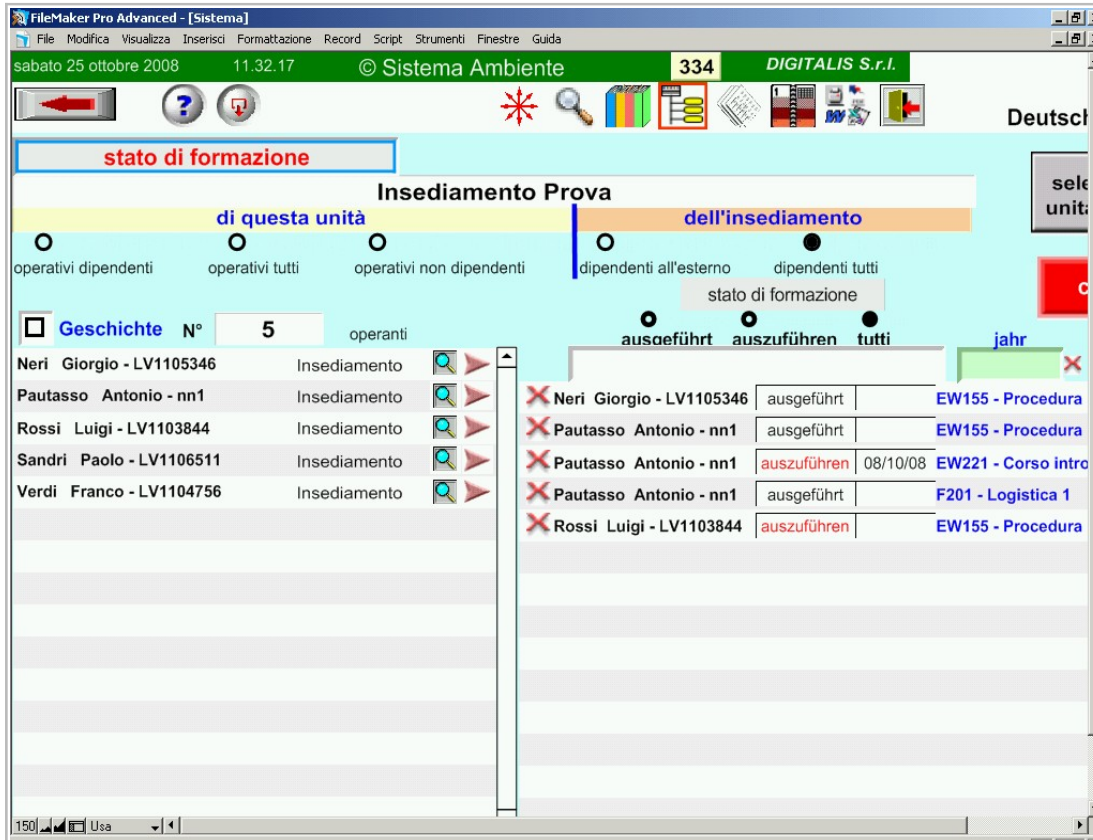 FileMaker Pro Advanced - [Sistema]
File Modifica Visualizza Inserisci Formattazione Record Script Strumenti Finestre Guida
sabato 25 ottobre 2008 11.32.17 © Sistema Ambiente 334 DIGITALIS S.r.l.
? 1 W
Deutsch
stato di formazione
Insediamento Prova
sele
unità
di questa unità dell'insediamento
operativi dipendenti operativi tutti operativi non dipendenti dipendenti all'esterno dipendenti tutti
stato di formazione
Geschichte N° 5 operanti
ausgeführt auszuführen tutti jahr
Neri Giorgio - LV1105346 Insediamento
Pautasso Antonio - nn1 Insediamento
Rossi Luigi - LV1103844 Insediamento
Sandri Paolo - LV1106511 Insediamento
Verdi Franco - LV1104756 Insediamento
Neri Giorgio - LV1105346 ausgeführt EW155 - Procedura
Pautasso Antonio - nn1 ausgeführt EW155 - Procedura
Pautasso Antonio - nn1 auszuführen 08/10/08 EW221 - Corso intro
Pautasso Antonio - nn1 ausgeführt F201 - Logistica 1
Rossi Luigi - LV1103844 auszuführen EW155 - Procedura
150 Usa